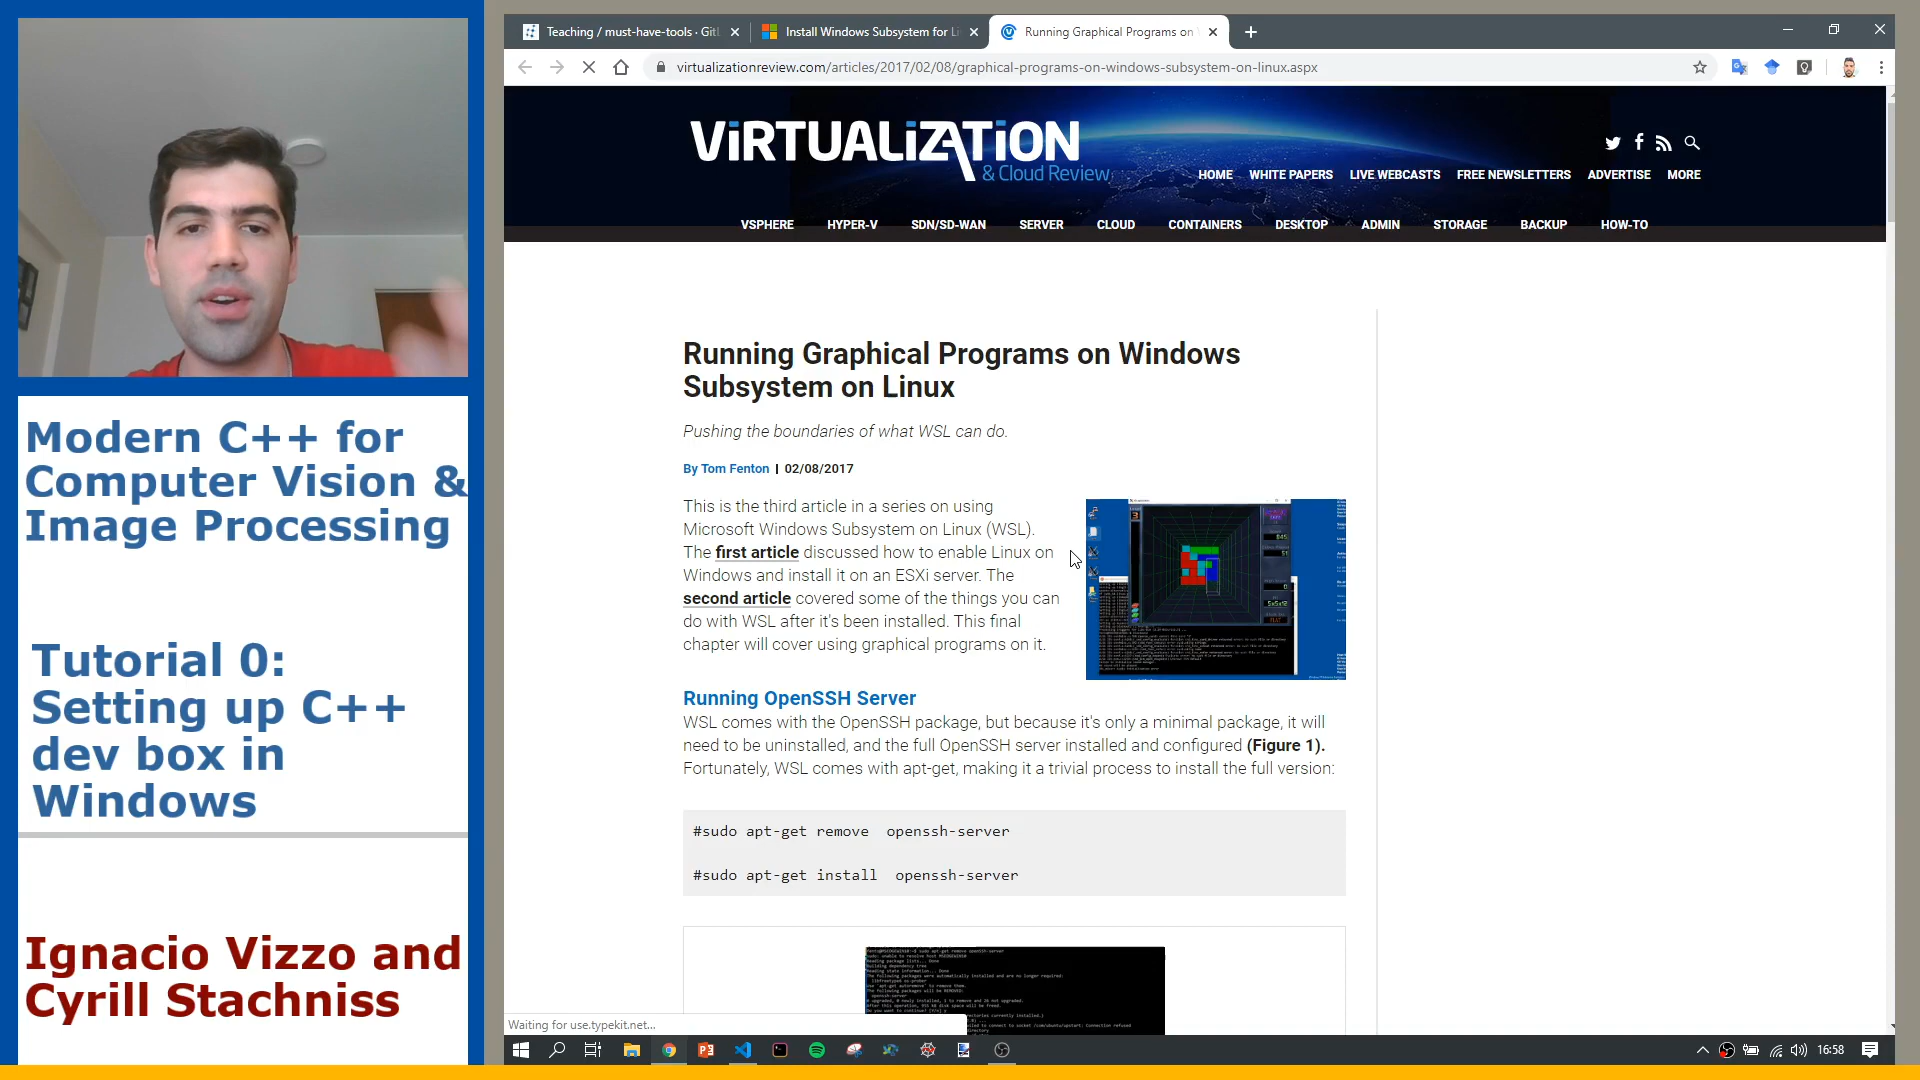 Teaching / must-have-tools · Gitl
Install Windows Subsystem for Li
Running Graphical Programs on
virtualizationreview.com/articles/2017/02/08/graphical-programs-on-windows-subsystem-on-linux.aspx
ViRTUALiZATiON
& Cloud Review
HOME WHITE PAPERS LIVE WEBCASTS FREE NEWSLETTERS ADVERTISE MORE
VSPHERE HYPER-V SDN/SD-WAN SERVER CLOUD CONTAINERS DESKTOP ADMIN STORAGE BACKUP HOW-TO
Running Graphical Programs on Windows
Subsystem on Linux
Pushing the boundaries of what WSL can do.
By Tom Fenton | 02/08/2017
This is the third article in a series on using
Microsoft Windows Subsystem on Linux (WSL).
The first article discussed how to enable Linux on
Windows and install it on an ESXi server. The
second article covered some of the things you can
do with WSL after it's been installed. This final
chapter will cover using graphical programs on it.
Running OpenSSH Server
WSL comes with the OpenSSH package, but because it's only a minimal package, it will
need to be uninstalled, and the full OpenSSH server installed and configured (Figure 1).
Fortunately, WSL comes with apt-get, making it a trivial process to install the full version:
#sudo apt-get remove  openssh-server
#sudo apt-get install  openssh-server
Waiting for use.typekit.net...
16:58
Modern C++ for
Computer Vision &
Image Processing
Tutorial 0:
Setting up C++
dev box in
Windows
Ignacio Vizzo and
Cyrill Stachniss